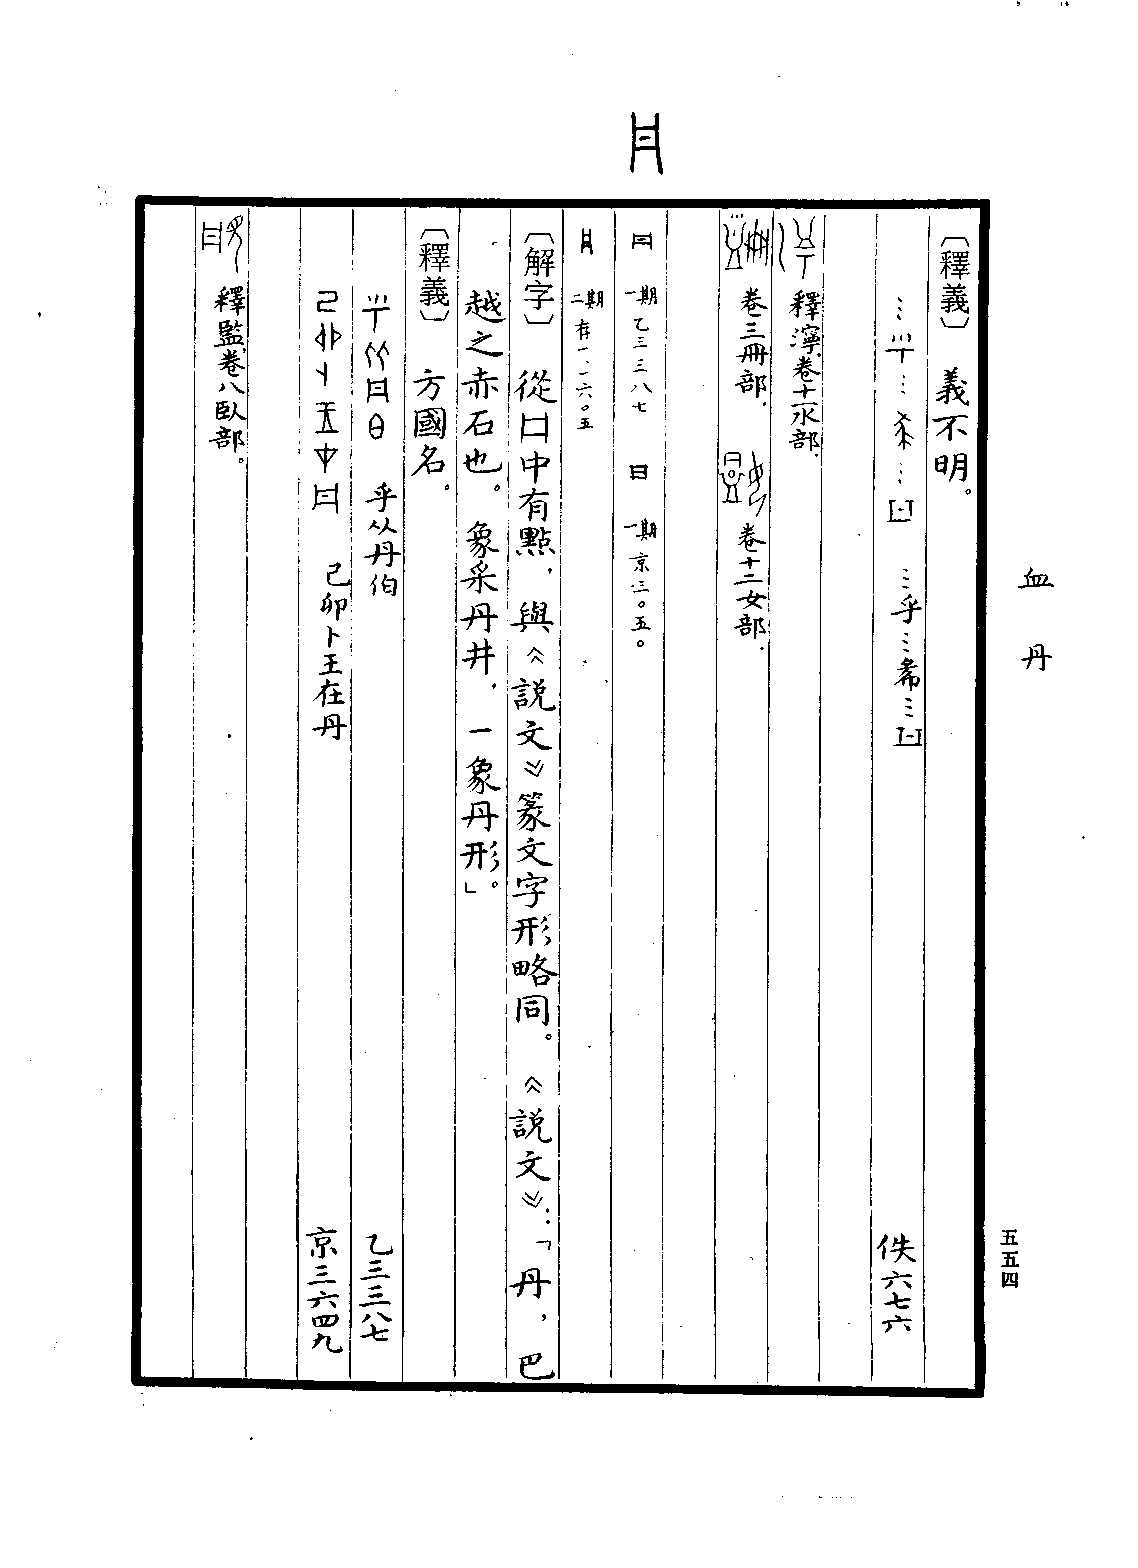 血　丹
五五四
〔釋義〕　義不明。
…乎…𢁉…　佚六七六
釋濘，卷十一水部。
卷三冊部。　卷十二女部。
一期　乙三三八七　一期　京三〇五〇
二期　存一·一六〇五
〔解字〕　從口中有點，與《說文》篆文字形略同。《說文》：「丹，巴
越之赤石也。象采丹井，一象丹形。」
〔釋義〕　方國名。
乎从丹伯　乙三三八七
己卯卜王在丹　京三六四九
釋監，卷八臥部。